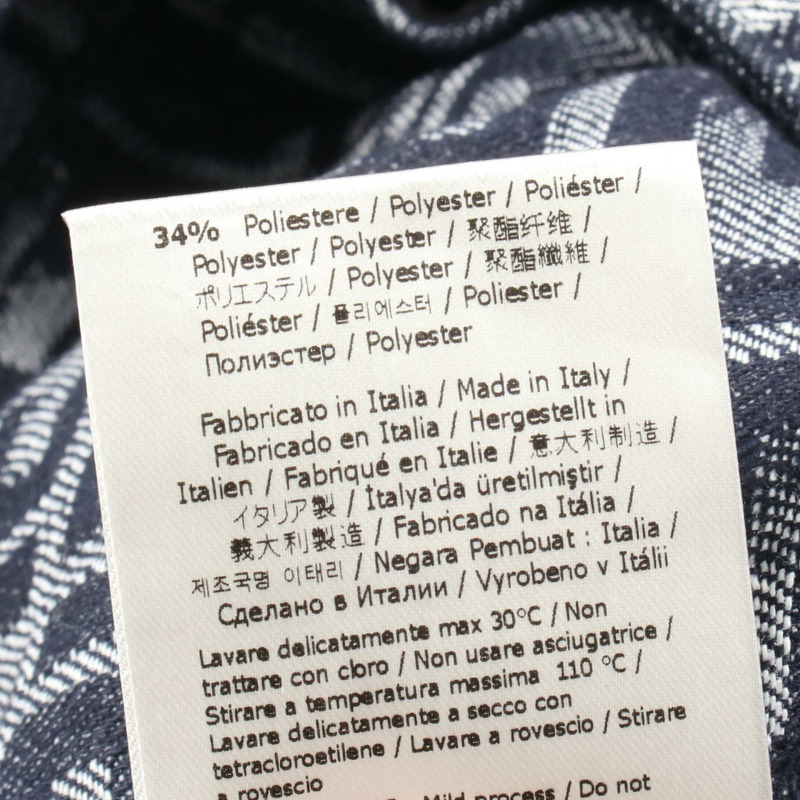 34% Poliestere / Polyester / Poliéster /
Polyester / Polyester / 聚酯纤维 /
ポリエステル / Polyester / 聚酯纖維 /
Poliéster / 폴리에스터 / Poliester /
Полиэстер / Polyester
Fabbricato in Italia / Made in Italy /
Fabricado en Italia / Hergestellt in
Italien / Fabriqué en Italie / 意大利制造 /
イタリア製 / İtalya'da üretilmiştir /
義大利製造 / Fabricado na Itália /
제조국명 이태리 / Negara Pembuat : Italia /
Сделано в Италии / Vyrobeno v Itálii
Lavare delicatamente max 30°C / Non
trattare con cloro / Non usare asciugatrice /
Stirare a temperatura massima 110 °C /
Lavare delicatamente a secco con
tetracloroetilene / Lavare a rovescio / Stirare
a rovescio
Mild process / Do not